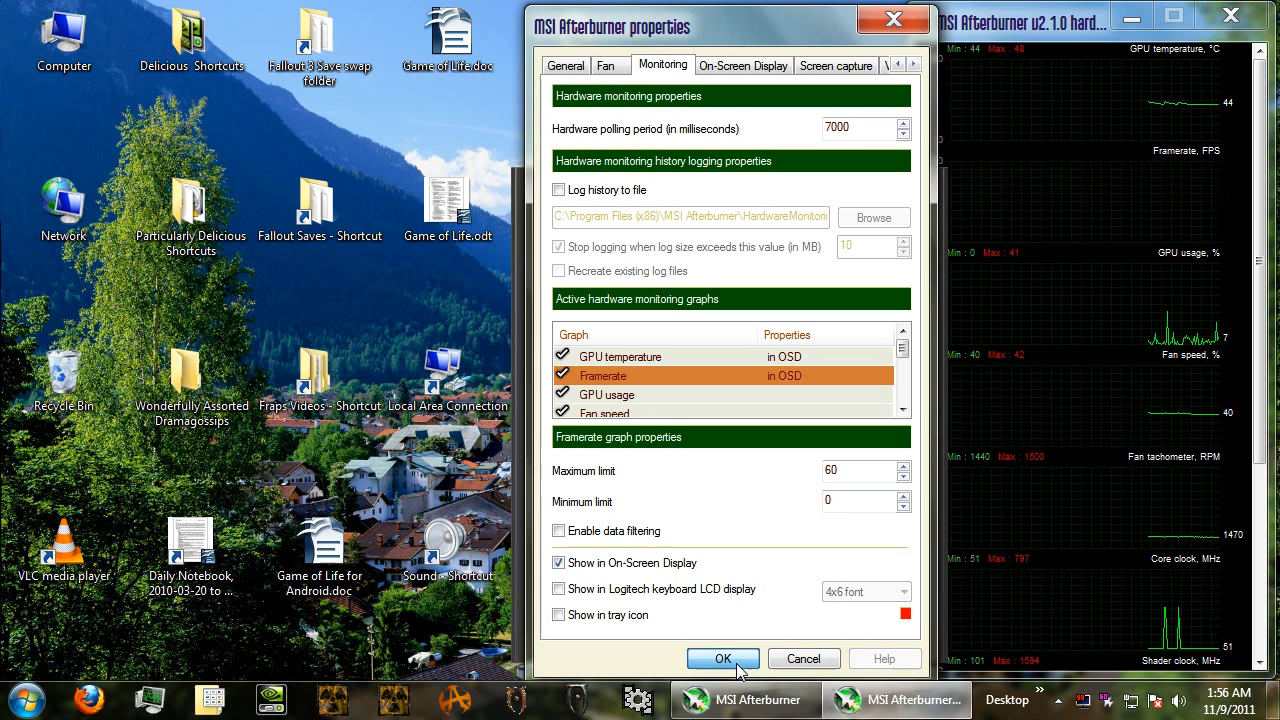 Computer
Delicious Shortcuts
Fallout 3 Save swap
folder
Game of Life.doc
Network
Particularly Delicious
Shortcuts
Fallout Saves - Shortcut
Game of Life.odt
Recycle Bin
Wonderfully Assorted
Dramagossips
Fraps Videos - Shortcut
Local Area Connection
VLC media player
Daily Notebook,
2010-03-20 to ...
Game of Life for
Android.doc
Sound - Shortcut
MSI Afterburner properties
General
Fan
Monitoring
On-Screen Display
Screen capture
Hardware monitoring properties
Hardware polling period (in milliseconds)
7000
Hardware monitoring history logging properties
Log history to file
C:\Program Files (x86)\MSI Afterburner\HardwareMonitori
Browse
Stop logging when log size exceeds this value (in MB)
10
Recreate existing log files
Active hardware monitoring graphs
Graph
Properties
GPU temperature
in OSD
Framerate
in OSD
GPU usage
Fan speed
Framerate graph properties
Maximum limit
60
Minimum limit
0
Enable data filtering
Show in On-Screen Display
Show in Logitech keyboard LCD display
4x6 font
Show in tray icon
OK
Cancel
Help
MSI Afterburner v2.1.0 hard...
Min : 44 Max : 48
GPU temperature, °C
44
Framerate, FPS
Min : 0 Max : 41
GPU usage, %
7
Min : 40 Max : 42
Fan speed, %
40
Min : 1440 Max : 1500
Fan tachometer, RPM
1470
Min : 51 Max : 797
Core clock, MHz
51
Min : 101 Max : 1594
Shader clock, MHz
MSI Afterburner
MSI Afterburner...
Desktop
1:56 AM
11/9/2011